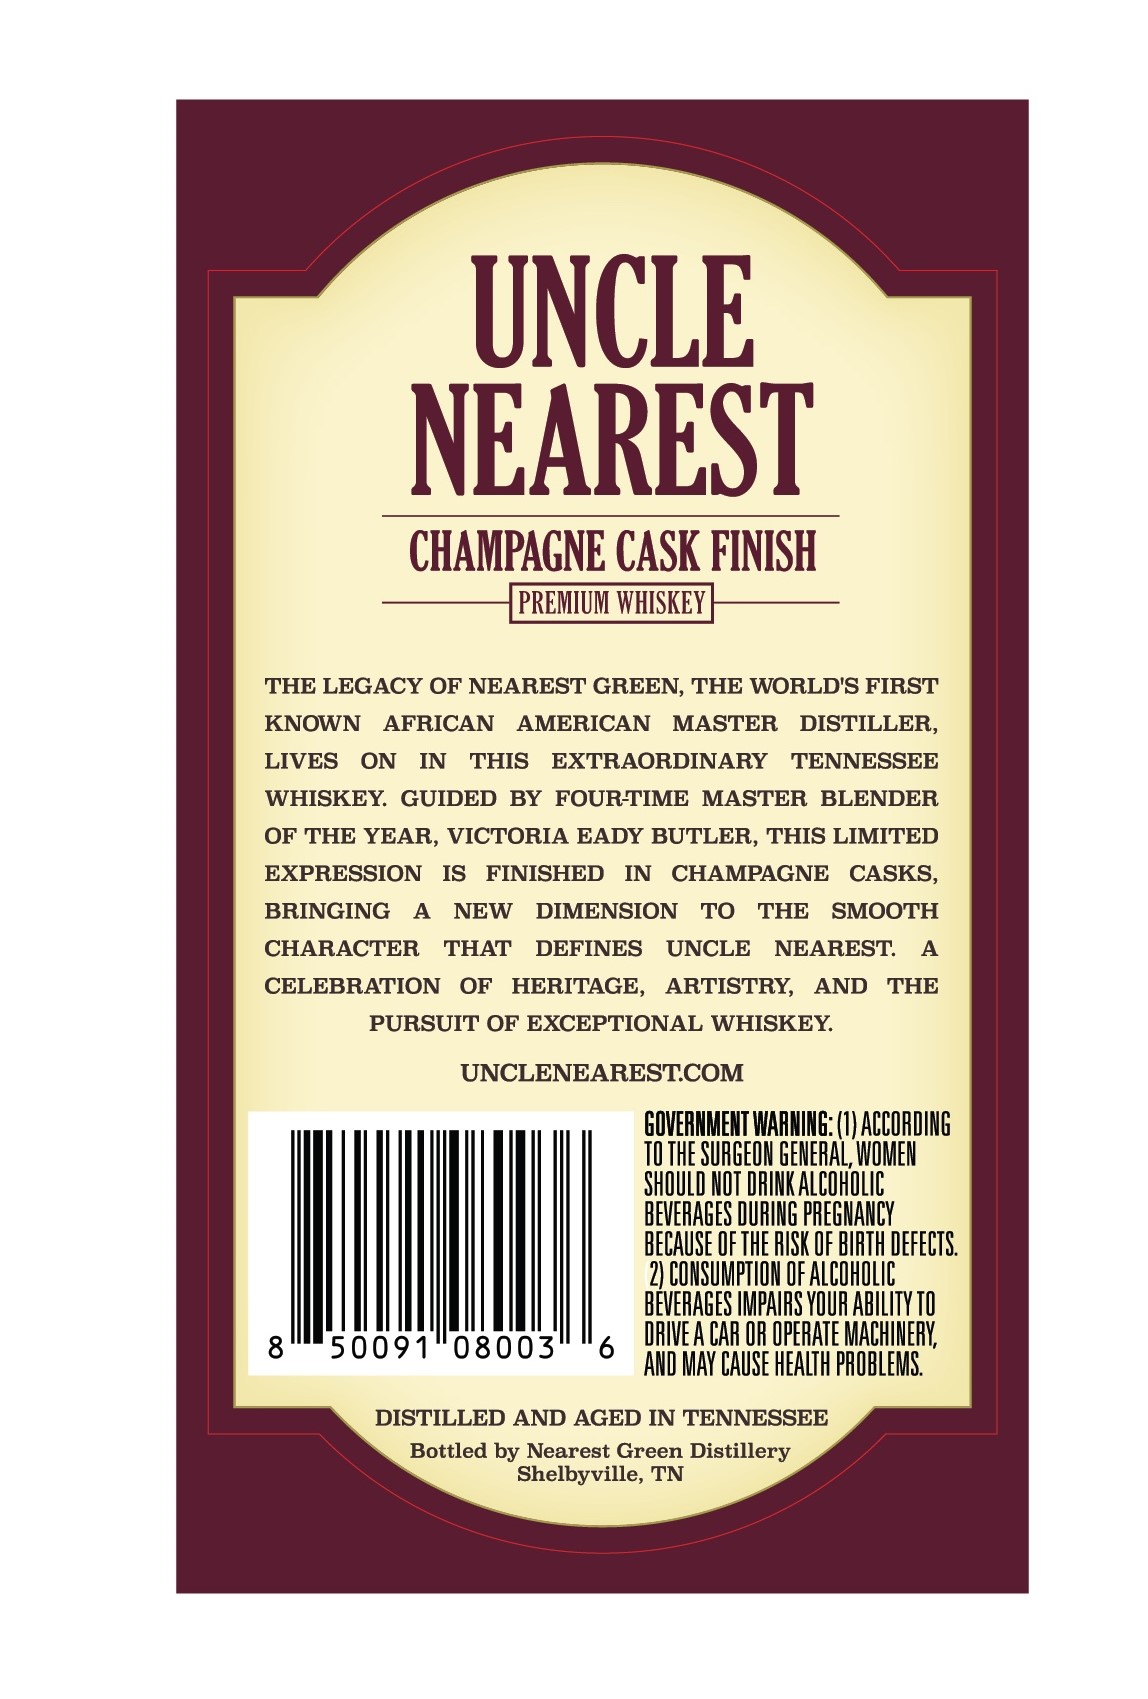 UNCLE
NEAREST
CHAMPAGNE CASK FINISH
PREMIUM WHISKEY
THE LEGACY OF NEAREST GREEN, THE WORLD'S FIRST
KNOWN AFRICAN AMERICAN MASTER DISTILLER,
LIVES ON IN THIS EXTRAORDINARY TENNESSEE
WHISKEY. GUIDED BY FOUR-TIME MASTER BLENDER
OF THE YEAR, VICTORIA EADY BUTLER, THIS LIMITED
EXPRESSION IS FINISHED IN CHAMPAGNE CASKS,
BRINGING A NEW DIMENSION TO THE SMOOTH
CHARACTER THAT DEFINES UNCLE NEAREST. A
CELEBRATION OF HERITAGE, ARTISTRY, AND THE
PURSUIT OF EXCEPTIONAL WHISKEY.
UNCLENEAREST.COM
8 50091 08003 6
GOVERNMENT WARNING: (1) ACCORDING
TO THE SURGEON GENERAL, WOMEN
SHOULD NOT DRINK ALCOHOLIC
BEVERAGES DURING PREGNANCY
BECAUSE OF THE RISK OF BIRTH DEFECTS.
2) CONSUMPTION OF ALCOHOLIC
BEVERAGES IMPAIRS YOUR ABILITY TO
DRIVE A CAR OR OPERATE MACHINERY,
AND MAY CAUSE HEALTH PROBLEMS.
DISTILLED AND AGED IN TENNESSEE
Bottled by Nearest Green Distillery
Shelbyville, TN